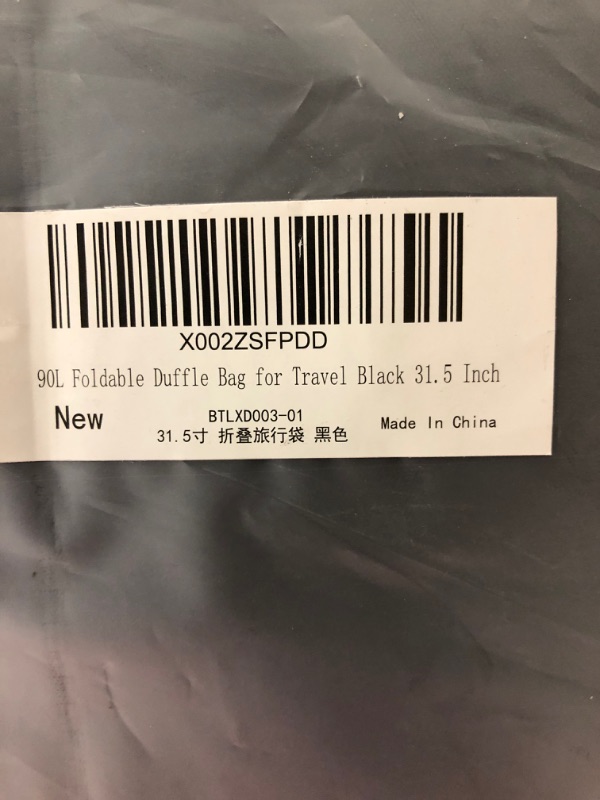 X002ZSFPDD
90L Foldable Duffle Bag for Travel Black 31.5 Inch
New
BTLXD003-01
31.5寸 折叠旅行袋 黑色
Made In China